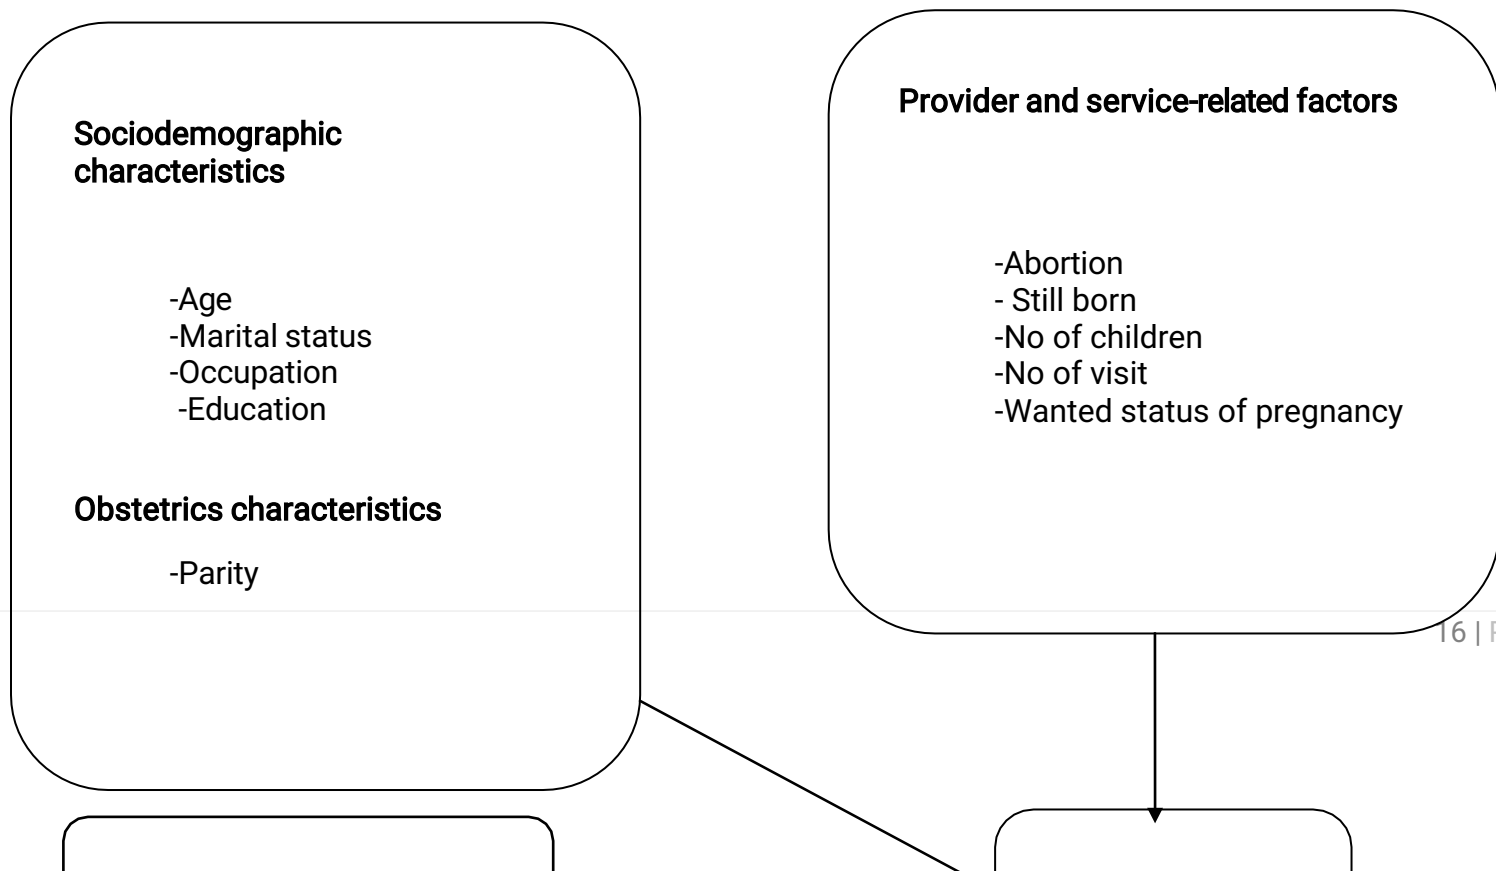 Sociodemographic
characteristics
-Age
-Marital status
-Occupation
-Education
Obstetrics characteristics
-Parity
Provider and service-related factors
-Abortion
- Still born
-No of children
-No of visit
-Wanted status of pregnancy
16 |